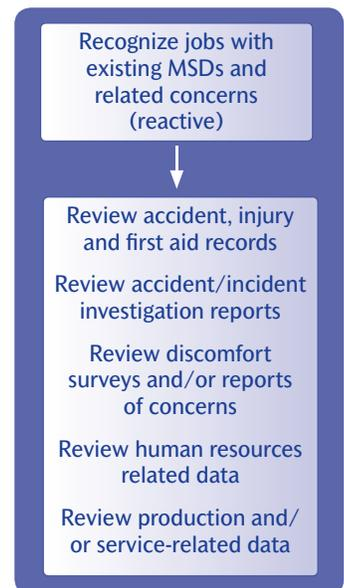 Recognize jobs with
existing MSDs and
related concerns
(reactive)
Review accident, injury
and first aid records
Review accident/incident
investigation reports
Review discomfort
surveys and/or reports
of concerns
Review human resources
related data
Review production and/
or service-related data